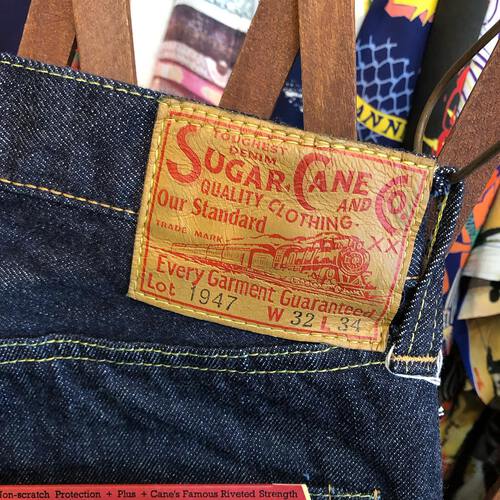 TOUGHEST
DENIM
SUGAR CANE
QUALITY CLOTHING AND
Our Standard
TRADE MARK
XX
Every Garment Guaranteed
Lot 1947 W 32 L 34
Non-scratch Protection + Plus + Cane's Famous Riveted Strength
ANN